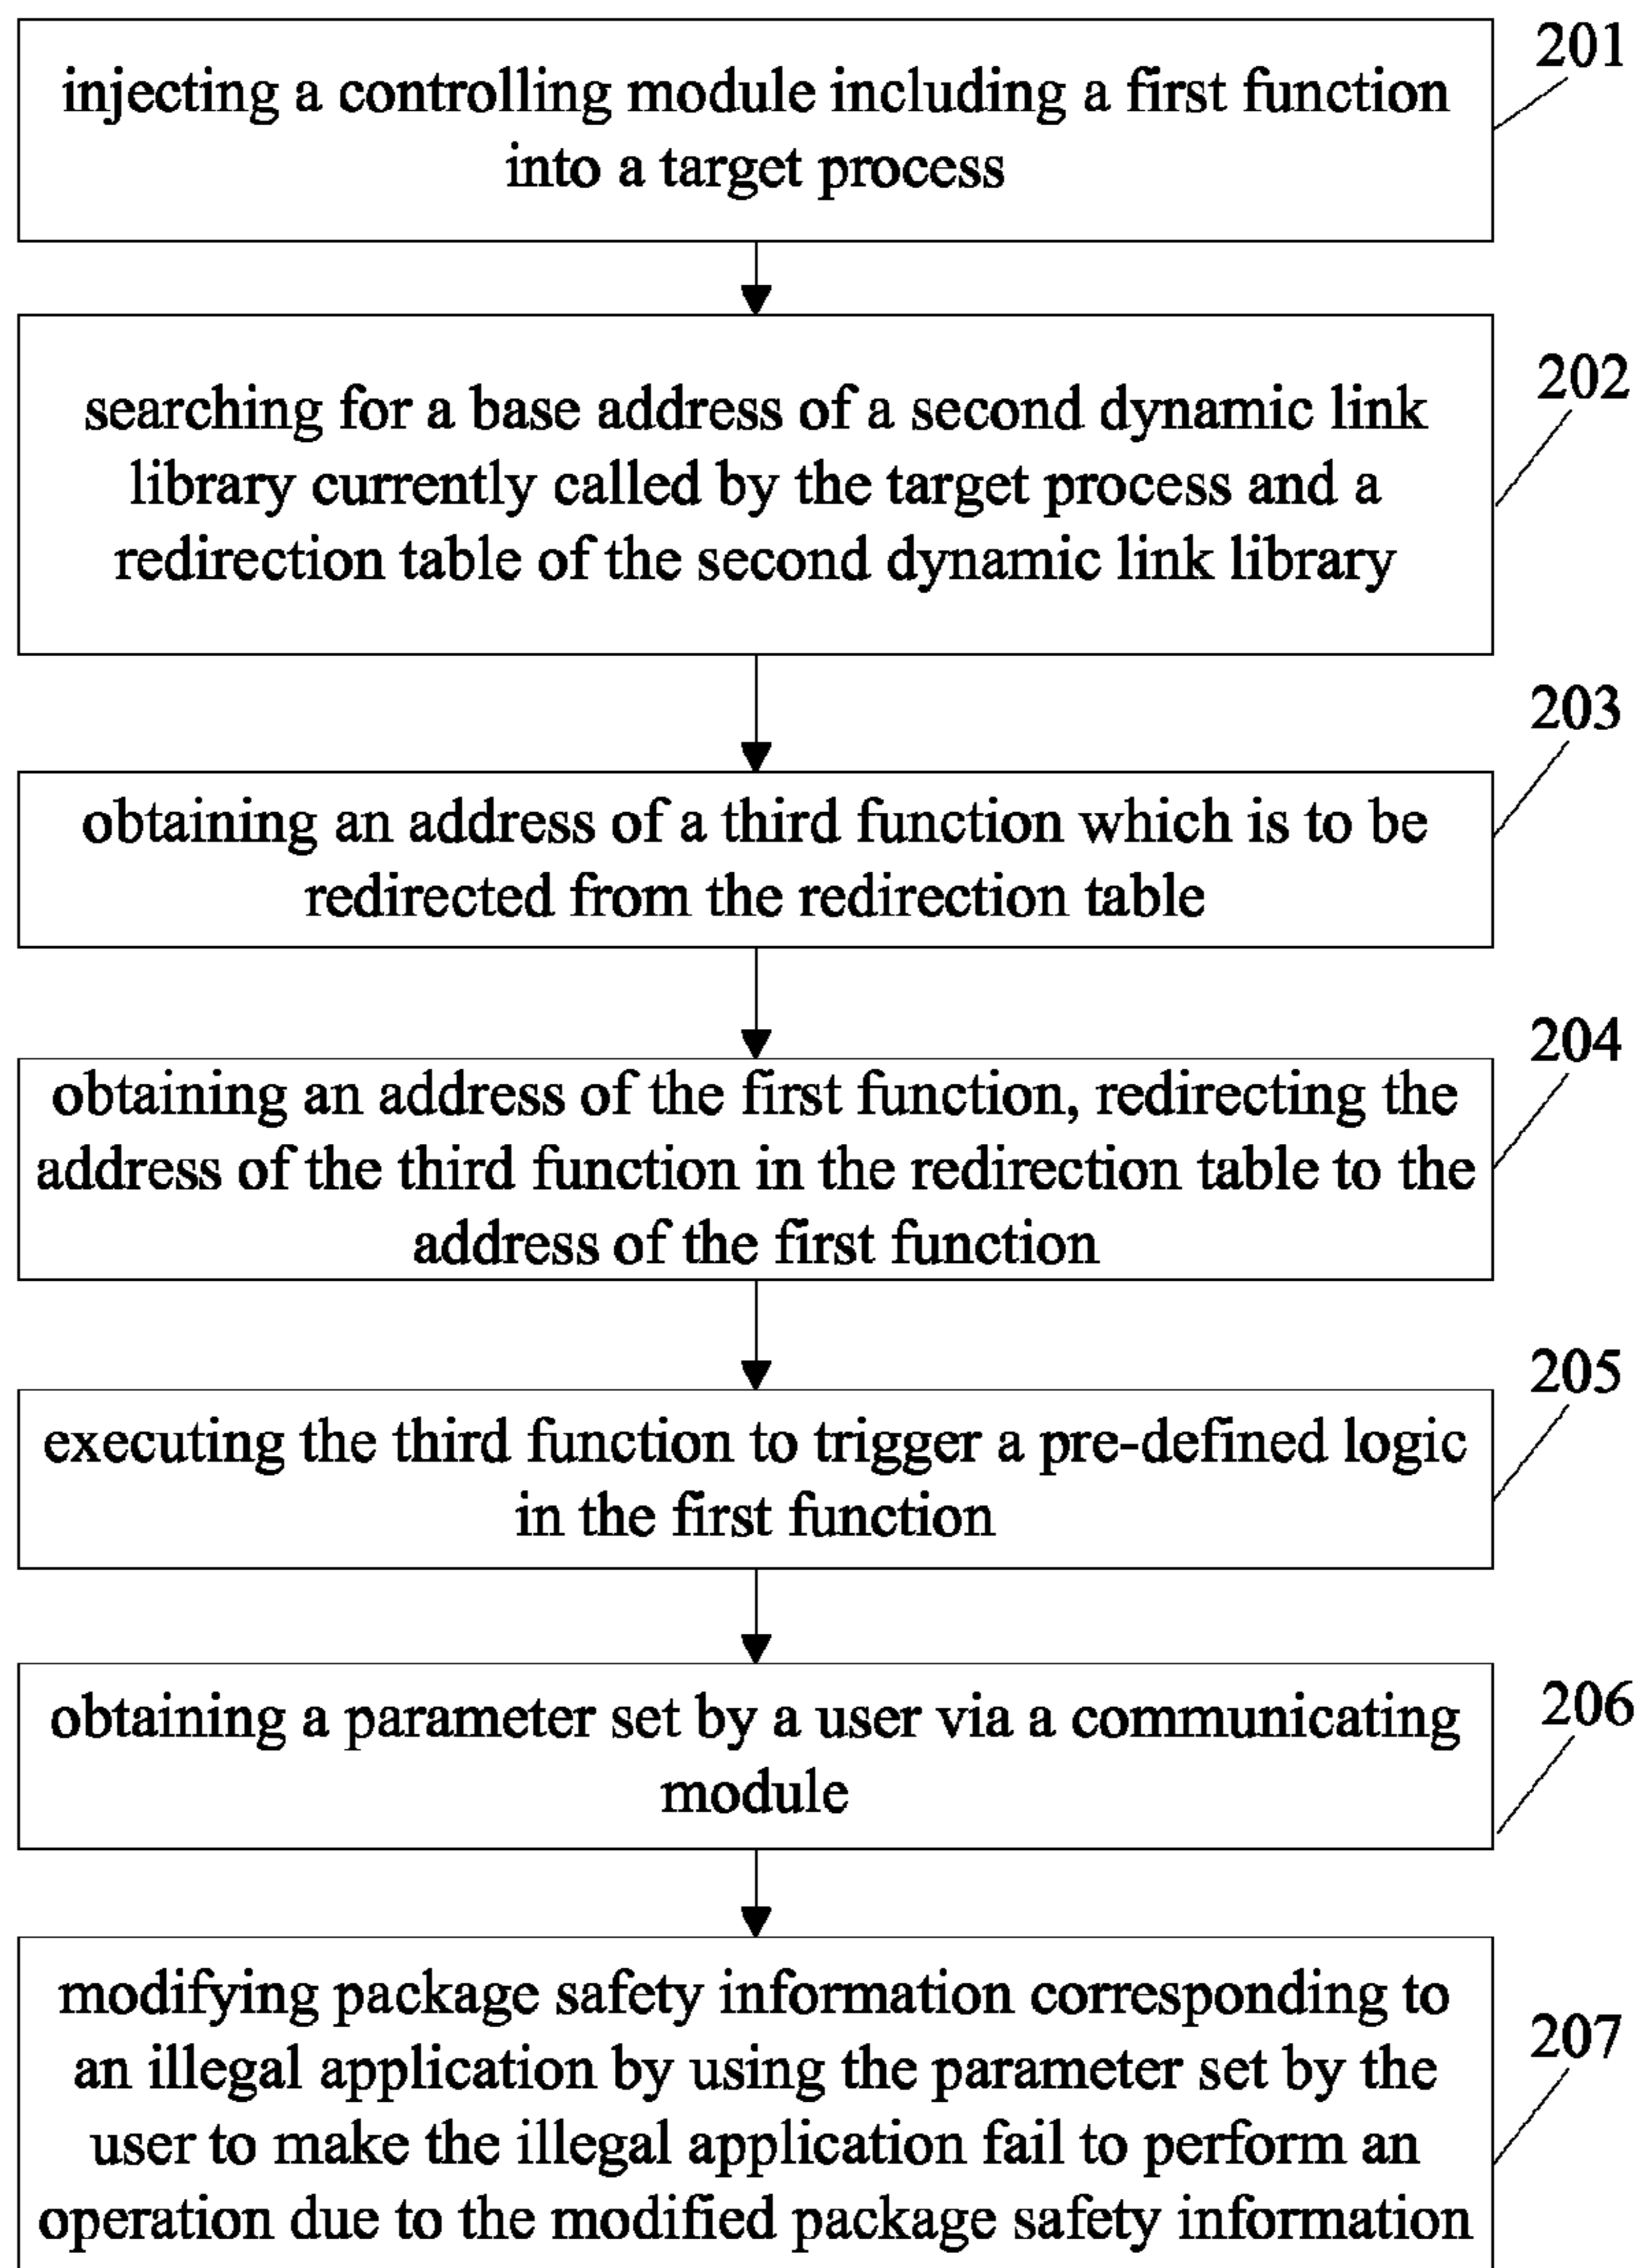 201
injecting a controlling module including a first function
into a target process
202
searching for a base address of a second dynamic link
library currently called by the target process and a
redirection table of the second dynamic link library
203
obtaining an address of a third function which is to be
redirected from the redirection table
204
obtaining an address of the first function, redirecting the
address of the third function in the redirection table to the
address of the first function
205
executing the third function to trigger a pre-defined logic
in the first function
206
obtaining a parameter set by a user via a communicating
module
207
modifying package safety information corresponding to
an illegal application by using the parameter set by the
user to make the illegal application fail to perform an
operation due to the modified package safety information